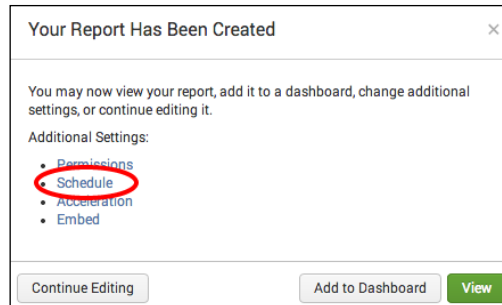 Your Report Has Been Created
You may now view your report, add it to a dashboard, change additional
settings, or continue editing it.
Additional Settings:
Permissions
Schedule
Acceleration
Embed
Continue Editing
Add to Dashboard
View